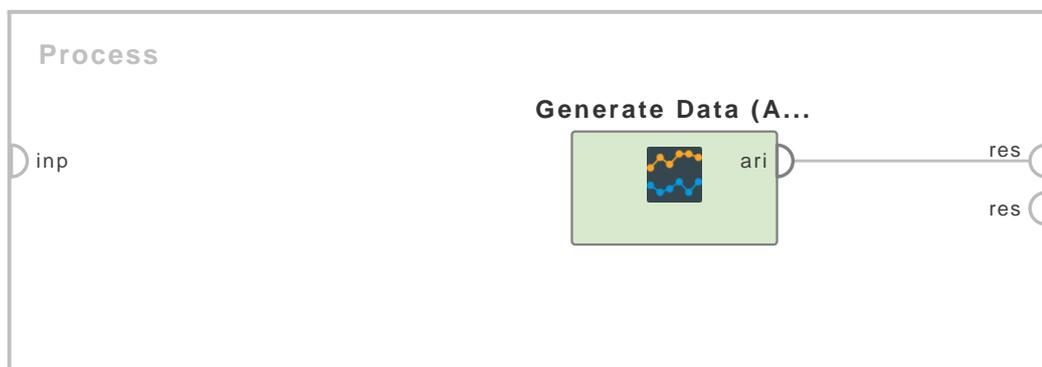 Process
Generate Data (A...
inp
ari
res
res